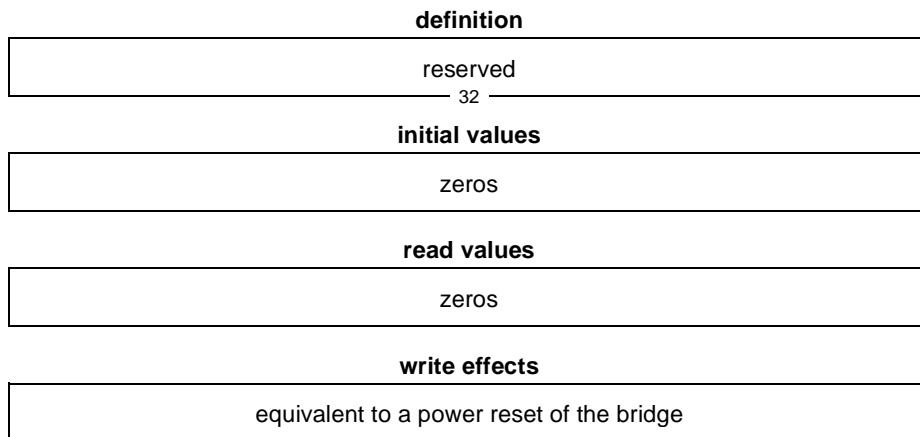 definition
reserved
32
initial values
zeros
read values
zeros
write effects
equivalent to a power reset of the bridge